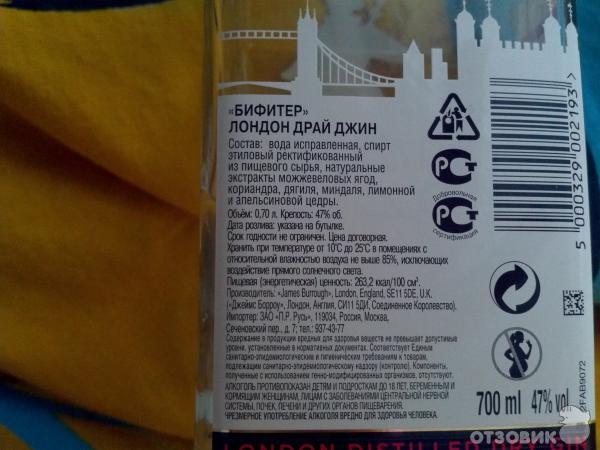 «БИФИТЕР»
ЛОНДОН ДРАЙ ДЖИН
Состав: вода исправленная, спирт
этиловый ректификованный
из пищевого сырья, натуральные
экстракты можжевеловых ягод,
кориандра, дягиля, миндаля, лимонной
и апельсиновой цедры.
Объём: 0,70 л. Крепость: 47% об.
Дата розлива: указана на бутылке.
Срок годности не ограничен. Цена договорная.
Хранить при температуре от 10°С до 25°С в помещениях с
относительной влажностью воздуха не выше 85%, исключающих
воздействие прямого солнечного света.
Пищевая (энергетическая) ценность: 263,2 ккал/100 см³.
Производитель: «James Burrough», London, England, SE11 5DE, U.K.
(«Джеймс Борроу», Лондон, Англия, СИ11 5ДИ, Соединенное Королевство).
Импортер: ЗАО «П.Р. Русь», 119034, Россия, Москва,
Сеченовский пер., д. 7; тел.: 937-43-77
Содержание в продукции вредных для здоровья веществ не превышает допустимые
уровни, установленные в нормативных документах. Соответствует Единым
санитарно-эпидемиологическим и гигиеническим требованиям к товарам,
подлежащим санитарно-эпидемиологическому надзору (контролю). Компоненты,
полученные с использованием генно-модифицированных организмов, отсутствуют.
АЛКОГОЛЬ ПРОТИВОПОКАЗАН ДЕТЯМ И ПОДРОСТКАМ ДО 18 ЛЕТ, БЕРЕМЕННЫМ И
КОРМЯЩИМ ЖЕНЩИНАМ, ЛИЦАМ С ЗАБОЛЕВАНИЯМИ ЦЕНТРАЛЬНОЙ НЕРВНОЙ
СИСТЕМЫ, ПОЧЕК, ПЕЧЕНИ И ДРУГИХ ОРГАНОВ ПИЩЕВАРЕНИЯ.
ЧРЕЗМЕРНОЕ УПОТРЕБЛЕНИЕ АЛКОГОЛЯ ВРЕДНО ДЛЯ ЗДОРОВЬЯ ЧЕЛОВЕКА.
РСТ
Добровольная
РСТ
сертификация
5 000329 002193 >
700 ml 47% vol
2FAB9072
LONDON DISTILLED DRY GIN
ОТЗОВИК